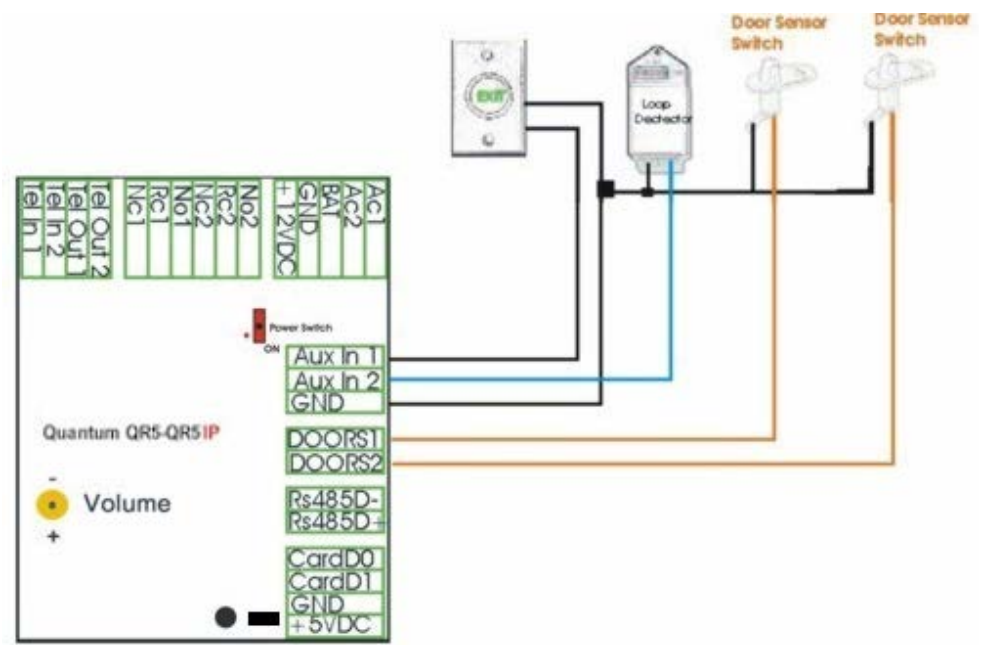 Door Sensor
Switch
Door Sensor
Switch
EXIT
Loop
Dectector
Tel In 1
Tel In 2
Tel Out 1
Tel Out 2
Nc1
Rc1
No1
Nc2
Rc2
No2
+12VDC
GND
BAT
Ac2
Ac1
Power Switch
ON
Aux In 1
Aux In 2
GND
Quantum QR5-QR5IP
DOORS1
DOORS2
-
Volume
+
Rs485D-
Rs485D+
CardD0
CardD1
GND
+5VDC